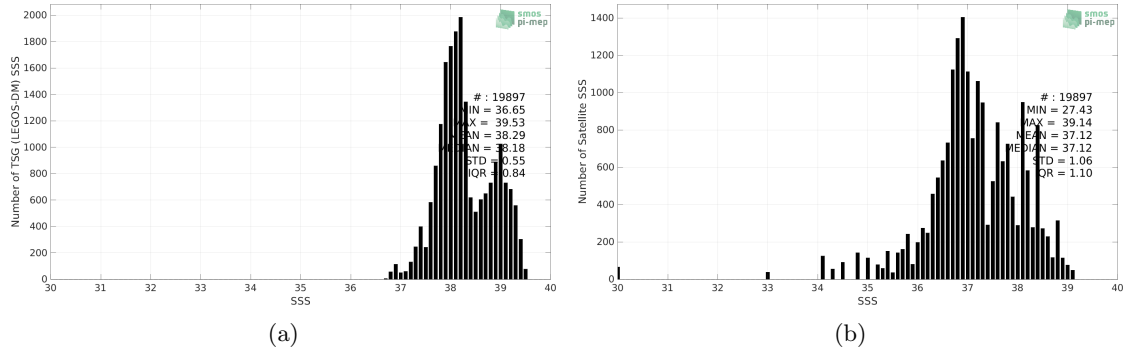 smos
pi-mep
Number of TSG (LEGOS-DM) SSS
2000
1800
1600
1400
1200
1000
800
600
400
200
0
# : 19897
MIN = 36.65
MAX = 39.53
MEAN = 38.29
MEDIAN = 38.18
STD = 0.55
IQR = 0.84
30 31 32 33 34 35 36 37 38 39 40
SSS
(a)
smos
pi-mep
Number of Satellite SSS
1400
1200
1000
800
600
400
200
0
# : 19897
MIN = 27.43
MAX = 39.14
MEAN = 37.12
MEDIAN = 37.12
STD = 1.06
IQR = 1.10
30 31 32 33 34 35 36 37 38 39 40
SSS
(b)